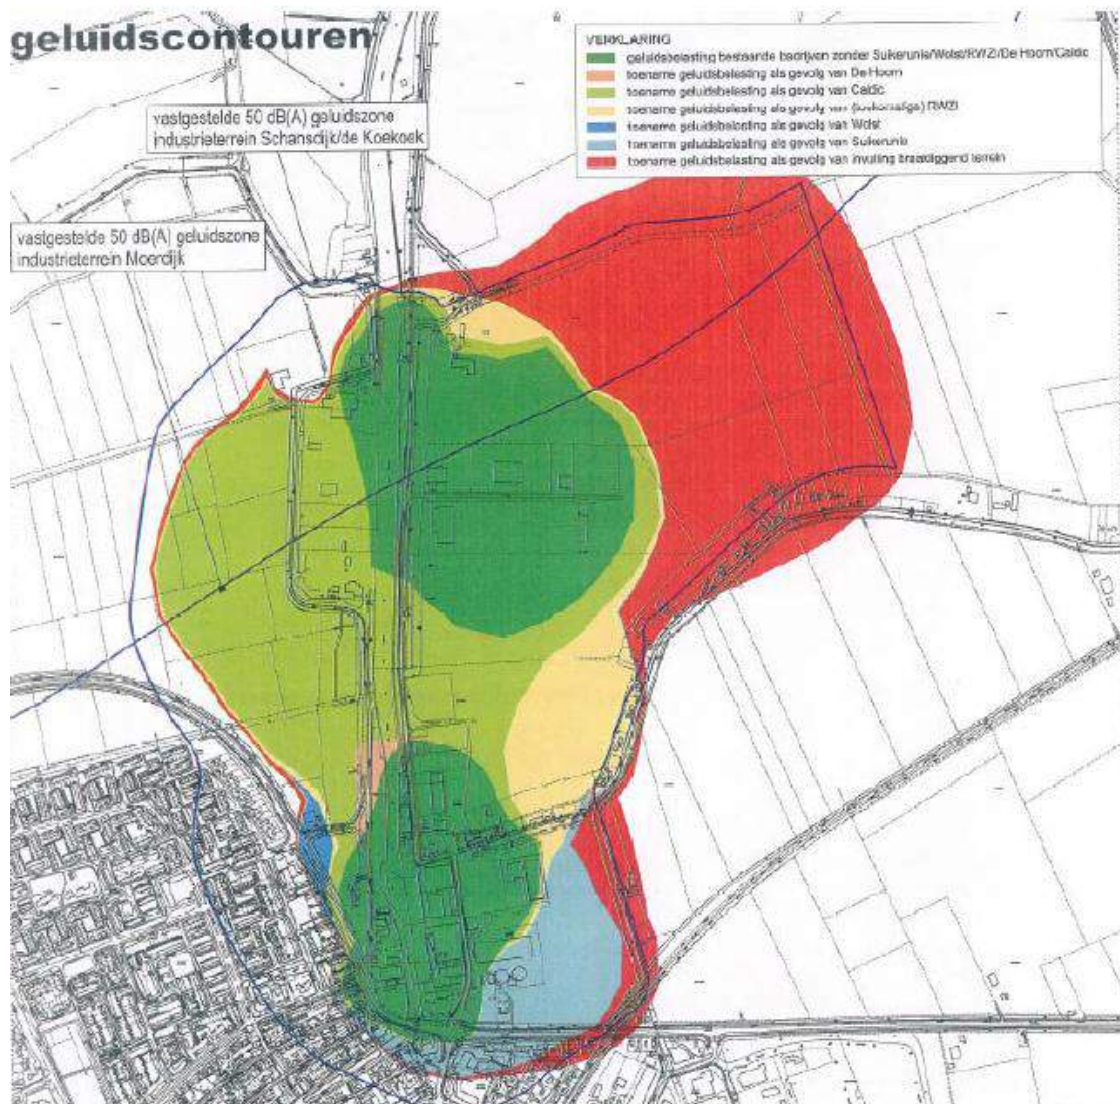 geluidscontouren
vastgestelde 50 dB(A) geluidszone
industrieterrein Schansdijk/de Koekoek
vastgestelde 50 dB(A) geluidszone
industrieterrein Moerdijk
VERKLARING
geluidsbelasting bestaande bedrijven zonder Suikerunie/Wolst/RWZI/De Hoorn/Caldic
toename geluidsbelasting als gevolg van De Hoorn
toename geluidsbelasting als gevolg van Caldic
toename geluidsbelasting als gevolg van (toekomstige) RWZI
toename geluidsbelasting als gevolg van Wolst
toename geluidsbelasting als gevolg van Suikerunie
toename geluidsbelasting als gevolg van invulling braakliggend terrein